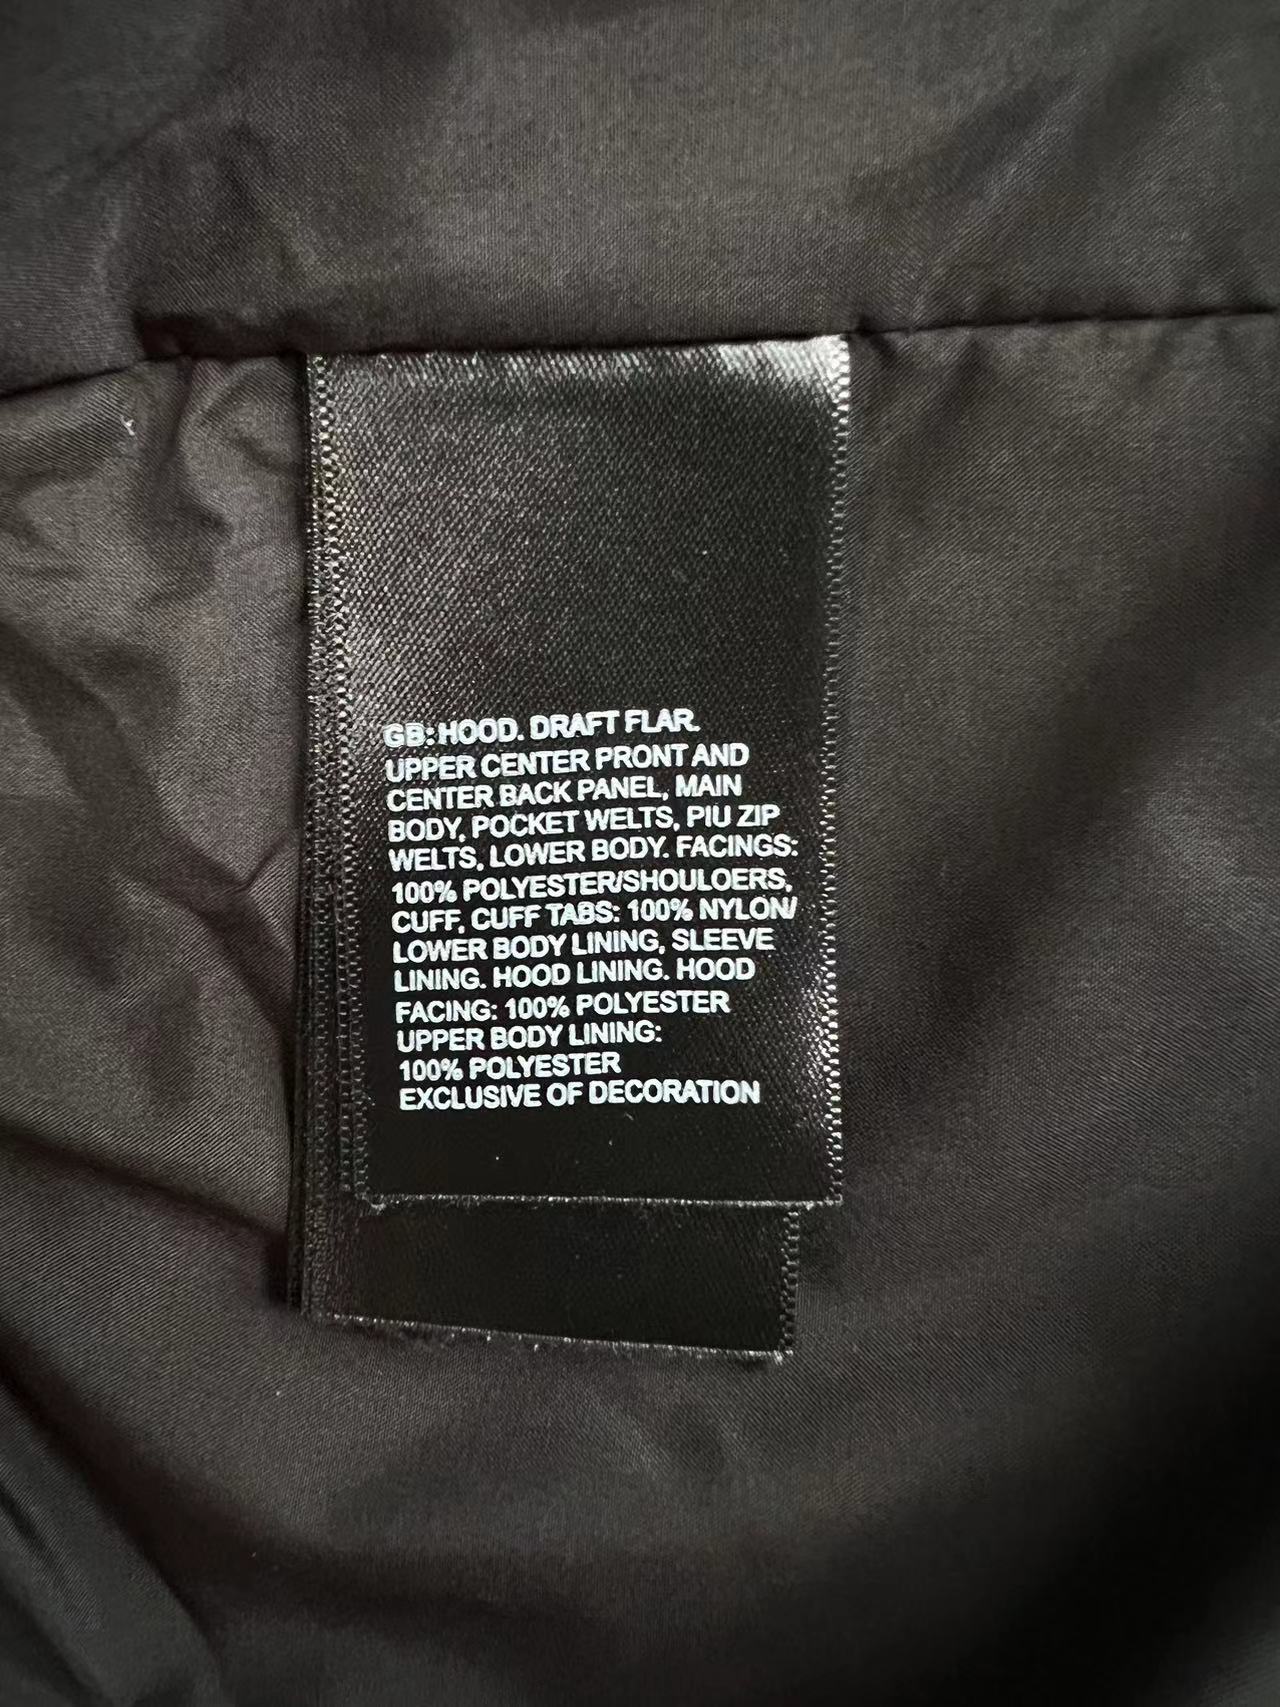 GB: HOOD. DRAFT FLAR.
UPPER CENTER PRONT AND
CENTER BACK PANEL, MAIN
BODY, POCKET WELTS, PIU ZIP
WELTS, LOWER BODY. FACINGS:
100% POLYESTER/SHOULOERS,
CUFF, CUFF TABS: 100% NYLON/
LOWER BODY LINING, SLEEVE
LINING. HOOD LINING. HOOD
FACING: 100% POLYESTER
UPPER BODY LINING:
100% POLYESTER
EXCLUSIVE OF DECORATION